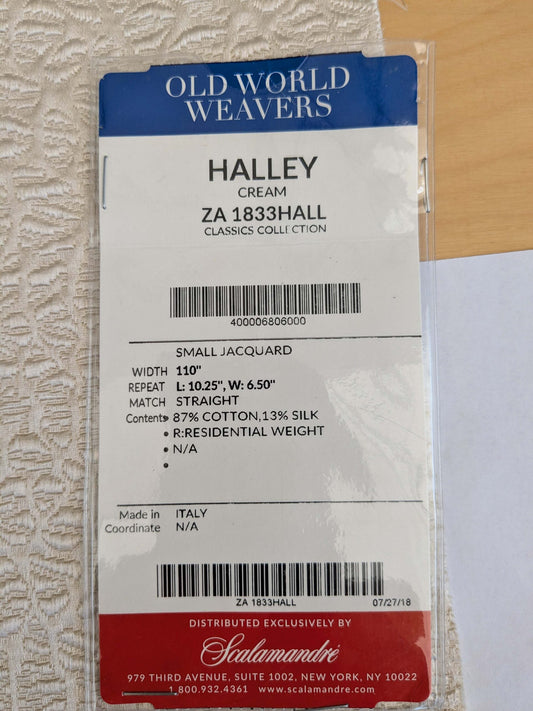 OLD WORLD
WEAVERS
HALLEY
CREAM
ZA 1833HALL
CLASSICS COLLECTION
400006806000
SMALL JACQUARD
WIDTH 110"
REPEAT L: 10.25", W: 6.50"
MATCH STRAIGHT
Contents • 87% COTTON,13% SILK
• R:RESIDENTIAL WEIGHT
• N/A
•
Made in ITALY
Coordinate N/A
ZA 1833HALL 07/27/18
DISTRIBUTED EXCLUSIVELY BY
Scalamandré
979 THIRD AVENUE, SUITE 1002, NEW YORK, NY 10022
1.800.932.4361 www.scalamandre.com